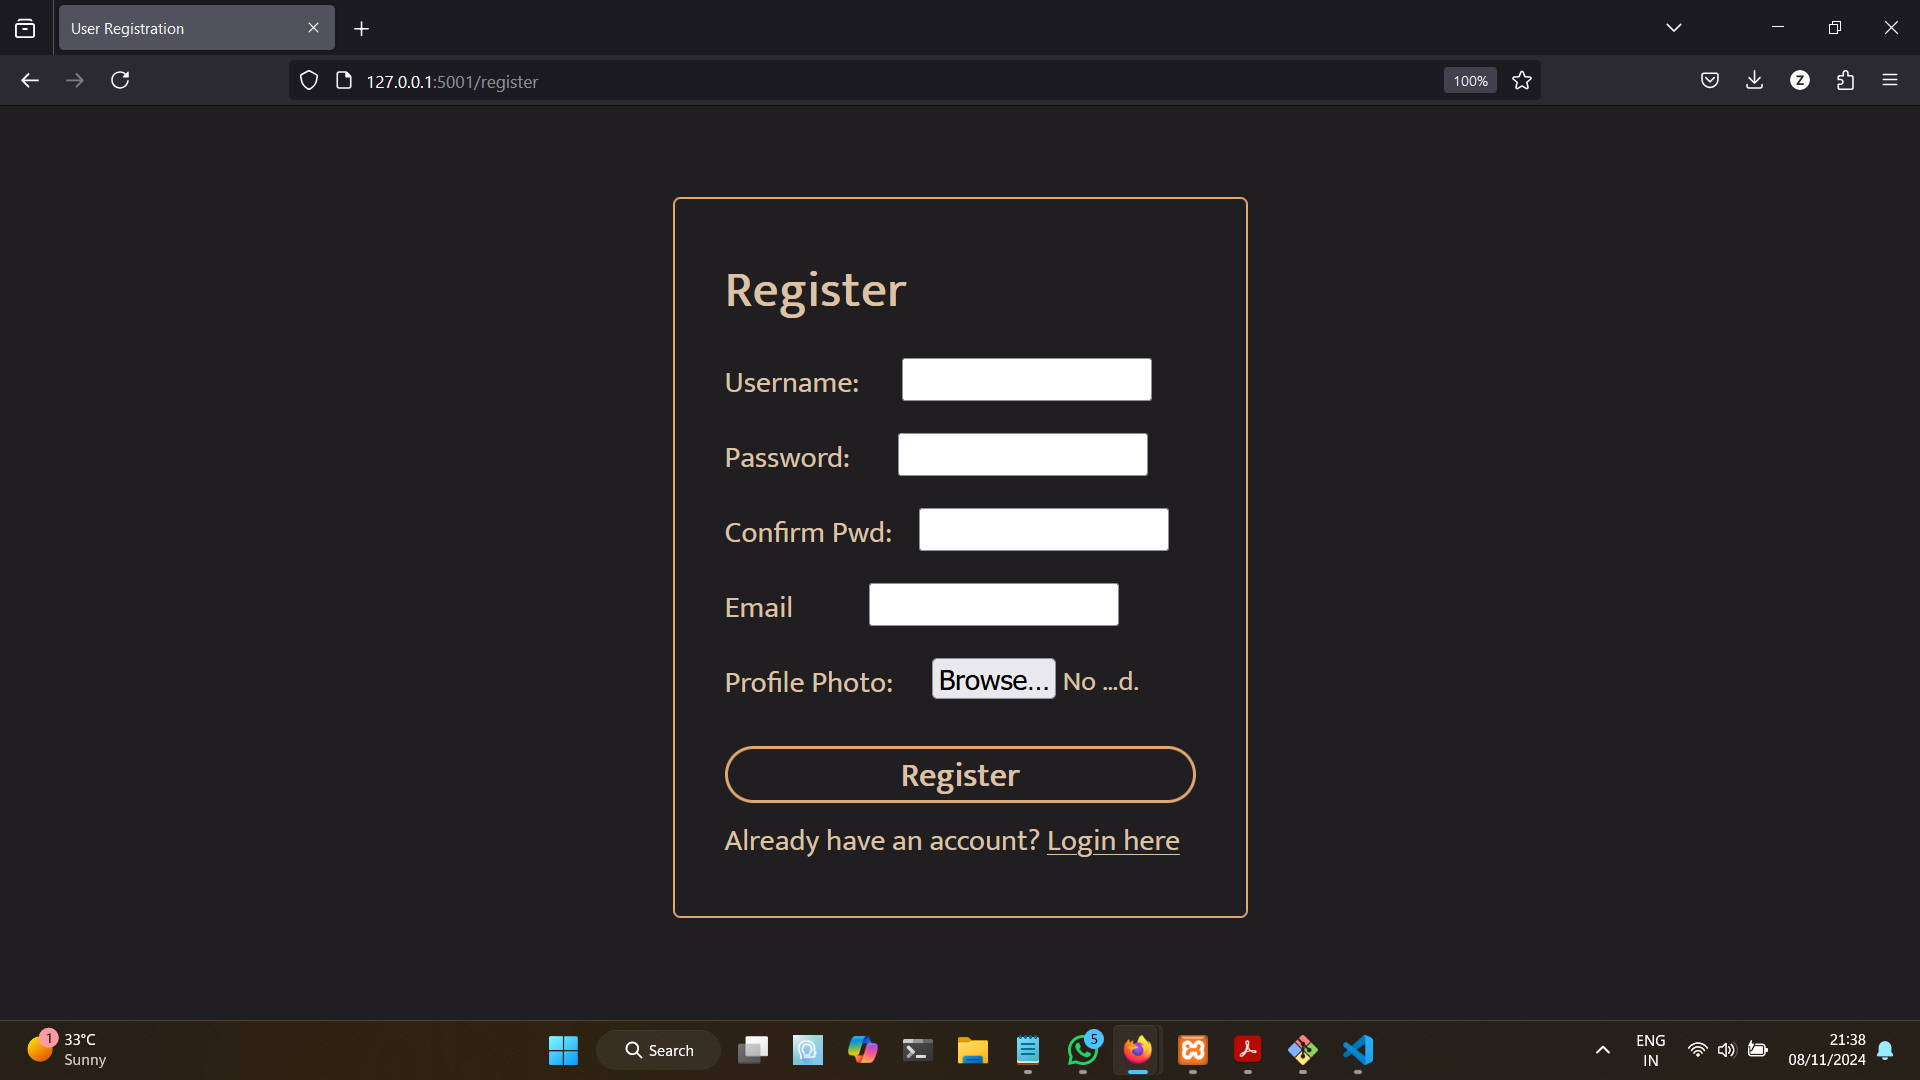 User Registration
127.0.0.1:5001/register
100%
Z
Register
Username:
Password:
Confirm Pwd:
Email
Profile Photo: Browse... No ...d.
Register
Already have an account? Login here
1
33°C
Sunny
Search
5
ENG
IN
21:38
08/11/2024